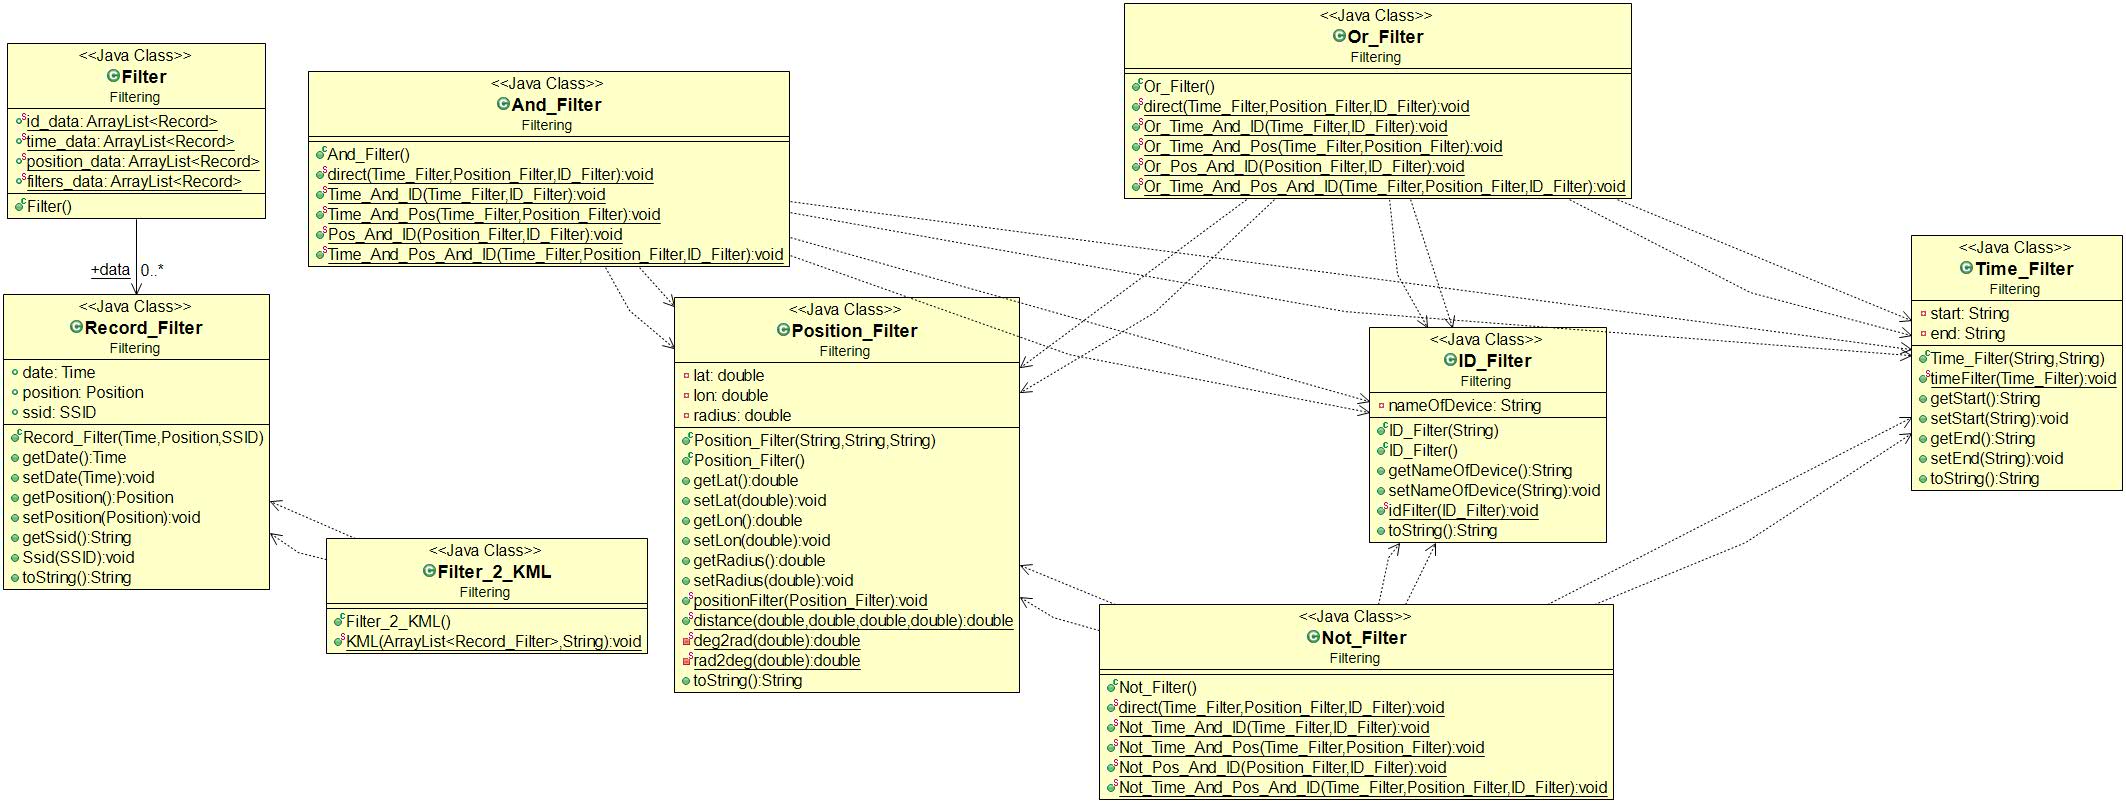 <<Java Class>>
Filter
Filtering
id_data: ArrayList<Record>
time_data: ArrayList<Record>
position_data: ArrayList<Record>
filters_data: ArrayList<Record>
Filter()
+data 0..*
<<Java Class>>
Record_Filter
Filtering
date: Time
position: Position
ssid: SSID
Record_Filter(Time,Position,SSID)
getDate():Time
setDate(Time):void
getPosition():Position
setPosition(Position):void
getSsid():String
Ssid(SSID):void
toString():String
<<Java Class>>
And_Filter
Filtering
And_Filter()
direct(Time_Filter,Position_Filter,ID_Filter):void
Time_And_ID(Time_Filter,ID_Filter):void
Time_And_Pos(Time_Filter,Position_Filter):void
Pos_And_ID(Position_Filter,ID_Filter):void
Time_And_Pos_And_ID(Time_Filter,Position_Filter,ID_Filter):void
<<Java Class>>
Filter_2_KML
Filtering
Filter_2_KML()
KML(ArrayList<Record_Filter>,String):void
<<Java Class>>
Position_Filter
Filtering
lat: double
lon: double
radius: double
Position_Filter(String,String,String)
Position_Filter()
getLat():double
setLat(double):void
getLon():double
setLon(double):void
getRadius():double
setRadius(double):void
positionFilter(Position_Filter):void
distance(double,double,double,double):double
deg2rad(double):double
rad2deg(double):double
toString():String
<<Java Class>>
Or_Filter
Filtering
Or_Filter()
direct(Time_Filter,Position_Filter,ID_Filter):void
Or_Time_And_ID(Time_Filter,ID_Filter):void
Or_Time_And_Pos(Time_Filter,Position_Filter):void
Or_Pos_And_ID(Position_Filter,ID_Filter):void
Or_Time_And_Pos_And_ID(Time_Filter,Position_Filter,ID_Filter):void
<<Java Class>>
ID_Filter
Filtering
nameOfDevice: String
ID_Filter(String)
ID_Filter()
getNameOfDevice():String
setNameOfDevice(String):void
idFilter(ID_Filter):void
toString():String
<<Java Class>>
Time_Filter
Filtering
start: String
end: String
Time_Filter(String,String)
timeFilter(Time_Filter):void
getStart():String
setStart(String):void
getEnd():String
setEnd(String):void
toString():String
<<Java Class>>
Not_Filter
Filtering
Not_Filter()
direct(Time_Filter,Position_Filter,ID_Filter):void
Not_Time_And_ID(Time_Filter,ID_Filter):void
Not_Time_And_Pos(Time_Filter,Position_Filter):void
Not_Pos_And_ID(Position_Filter,ID_Filter):void
Not_Time_And_Pos_And_ID(Time_Filter,Position_Filter,ID_Filter):void